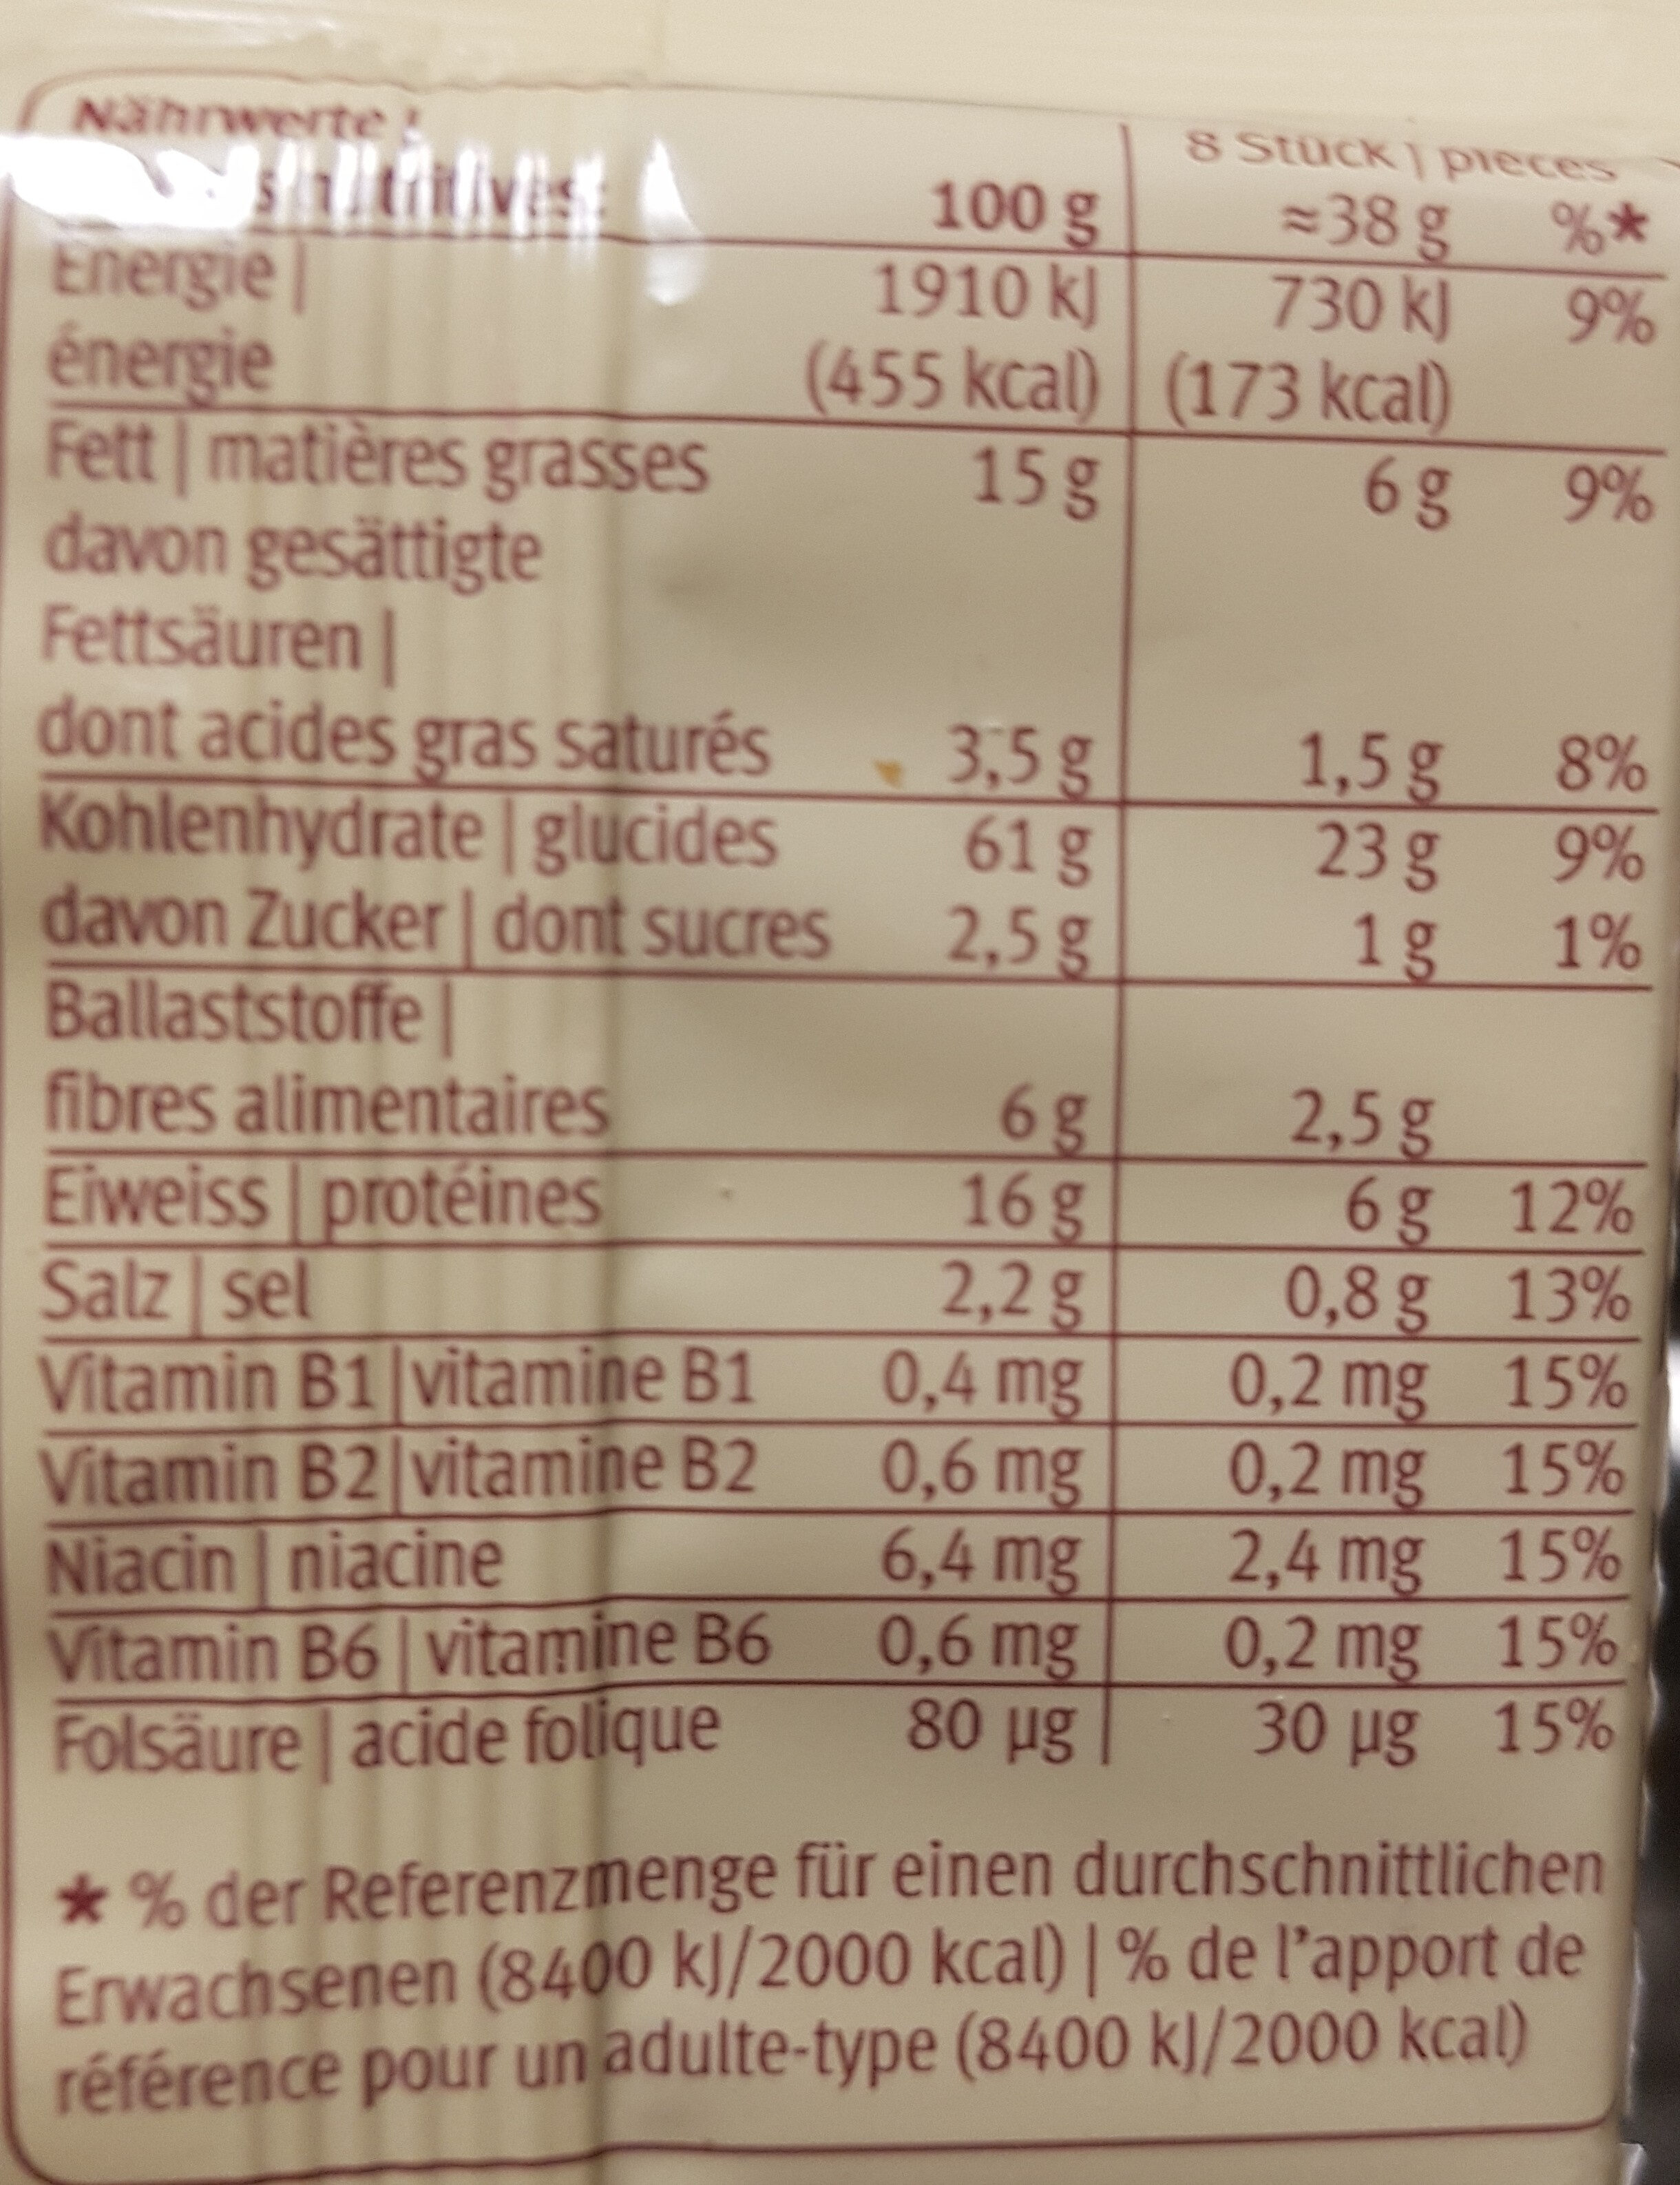 Nährwerte |
nutritives:
100 g
8 Stück | pièces
≈38 g %*
Energie | 1910 kJ 730 kJ 9%
énergie (455 kcal) (173 kcal)
Fett | matières grasses 15 g 6 g 9%
davon gesättigte
Fettsäuren |
dont acides gras saturés 3,5 g 1,5 g 8%
Kohlenhydrate | glucides 61 g 23 g 9%
davon Zucker | dont sucres 2,5 g 1 g 1%
Ballaststoffe |
fibres alimentaires 6 g 2,5 g
Eiweiss | protéines 16 g 6 g 12%
Salz | sel 2,2 g 0,8 g 13%
Vitamin B1 | vitamine B1 0,4 mg 0,2 mg 15%
Vitamin B2 | vitamine B2 0,6 mg 0,2 mg 15%
Niacin | niacine 6,4 mg 2,4 mg 15%
Vitamin B6 | vitamine B6 0,6 mg 0,2 mg 15%
Folsäure | acide folique 80 µg 30 µg 15%
* % der Referenzmenge für einen durchschnittlichen
Erwachsenen (8400 kJ/2000 kcal) | % de l’apport de
référence pour un adulte-type (8400 kJ/2000 kcal)